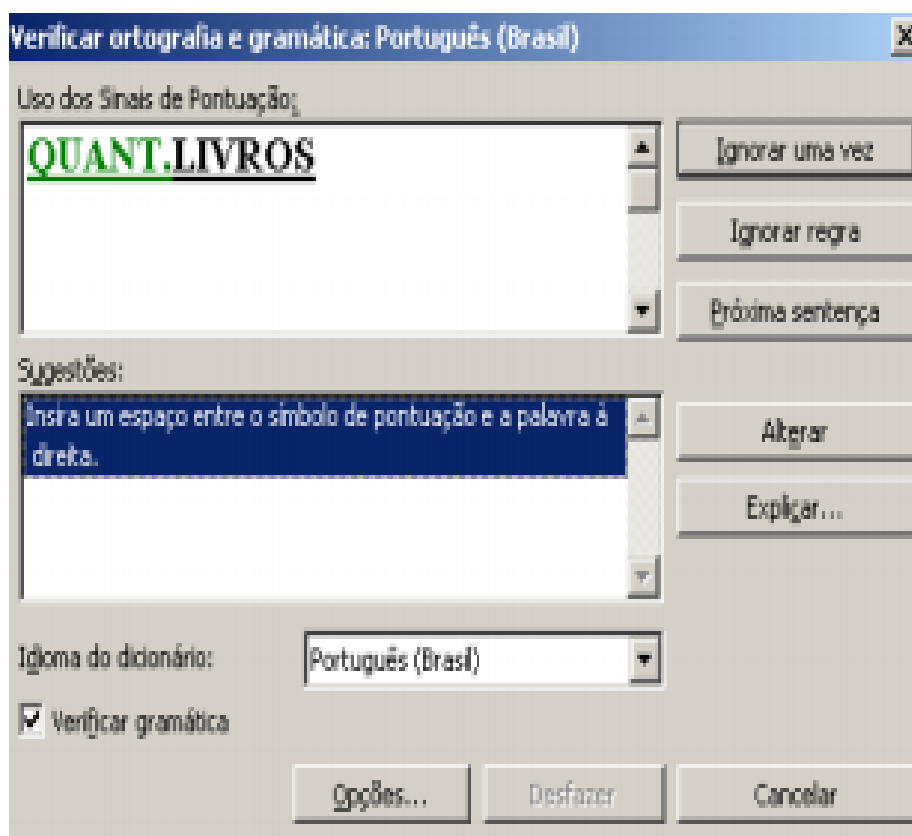 Verificar ortografia e gramática: Português (Brasil)
Uso dos Sinais de Pontuação:
QUANT.LIVROS
Ignorar uma vez
Ignorar regra
Próxima sentença
Sugestões:
Insira um espaço entre o símbolo de pontuação e a palavra à
direita.
Alterar
Explicar...
Idioma do dicionário:
Português (Brasil)
Verificar gramática
Opções...
Desfazer
Cancelar